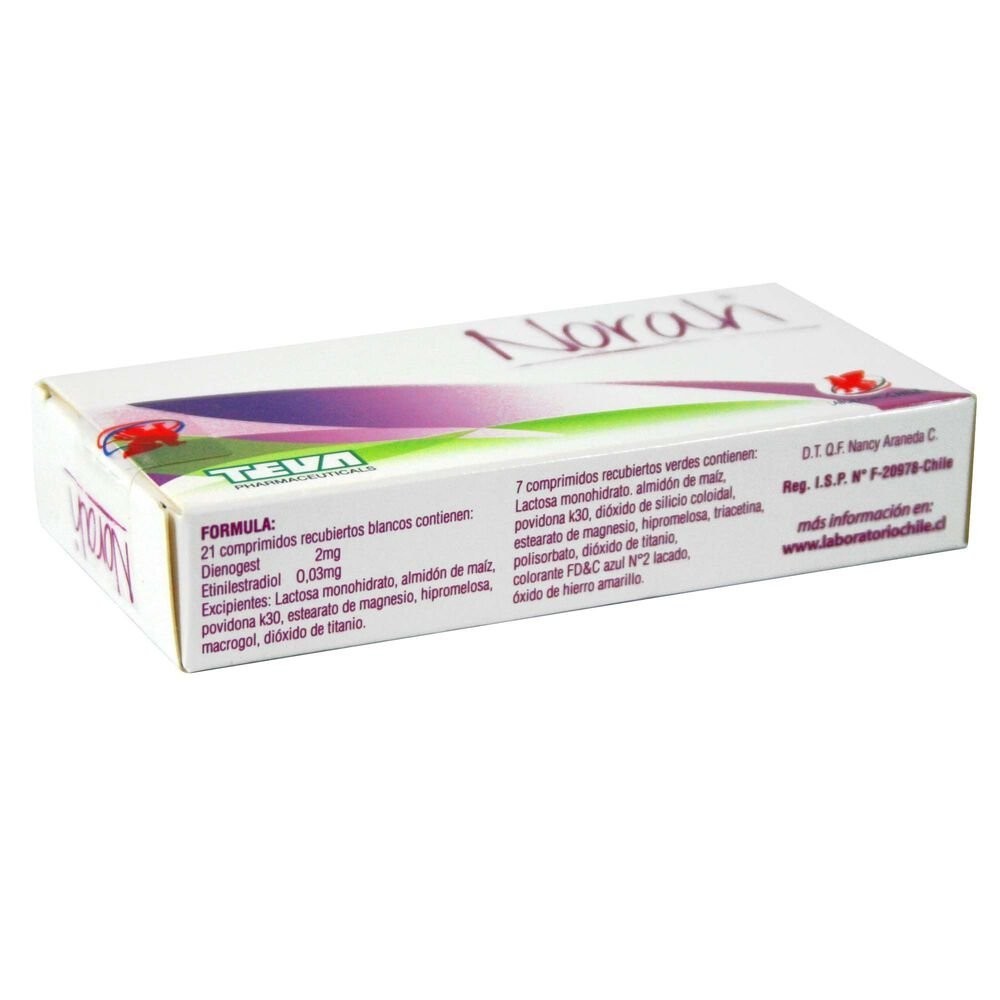 Norah
TEVA
PHARMACEUTICALS
Norah
FORMULA:
21 comprimidos recubiertos blancos contienen:
Dienogest 2mg
Etinilestradiol 0,03mg
Excipientes: Lactosa monohidrato, almidón de maíz,
povidona k30, estearato de magnesio, hipromelosa,
macrogol, dióxido de titanio.
7 comprimidos recubiertos verdes contienen:
Lactosa monohidrato. almidón de maíz,
povidona k30, dióxido de silicio coloidal,
estearato de magnesio, hipromelosa, triacetina,
polisorbato, dióxido de titanio,
colorante FD&C azul N°2 lacado,
óxido de hierro amarillo.
D.T. Q.F. Nancy Araneda C.
Reg. I.S.P. N° F-20978-Chile
más información en:
www.laboratoriochile.cl